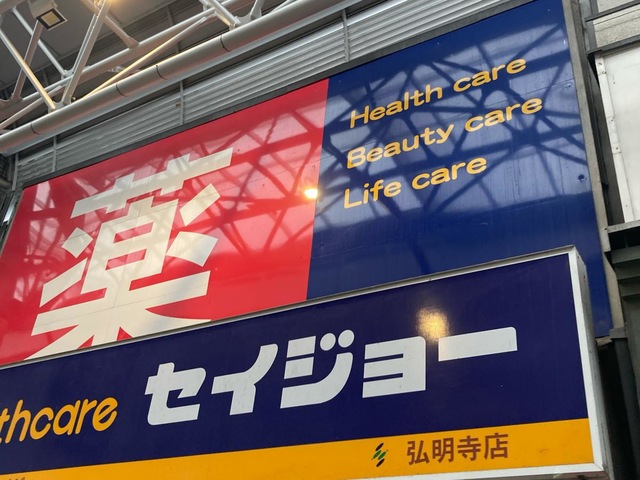 薬
Health care
Beauty care
Life care
thcare セイジョー
弘明寺店